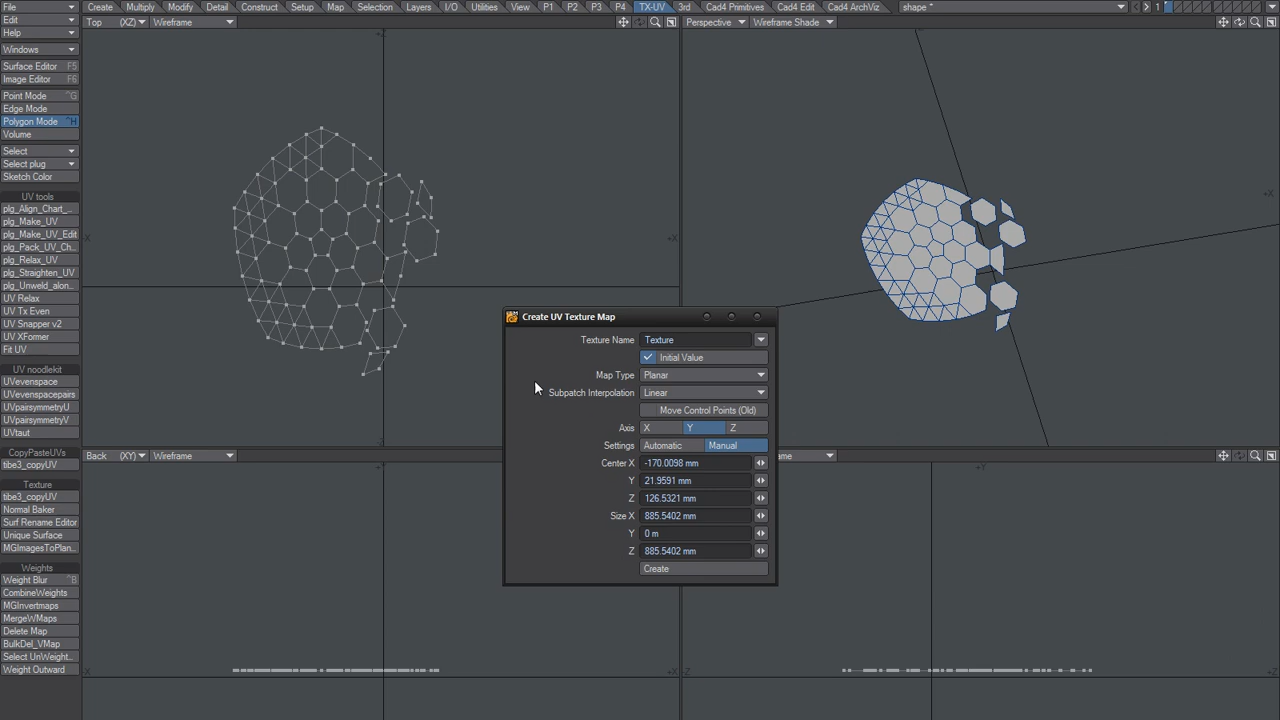 File Create Multiply Modify Detail Construct Setup Map Selection Layers I/O Utilities View P1 P2 P3 P4 TX-UV 3rd Cad4 Primitives Cad4 Edit Cad4 ArchViz shape * 1
Edit
Help
Windows
Surface Editor F5
Image Editor F6
Point Mode ^G
Edge Mode
Polygon Mode ^H
Volume
Select
Select plug
Sketch Color
UV tools
plg_Align_Chart_...
plg_Make_UV
plg_Make_UV_Edit
plg_Pack_UV_Ch...
plg_Relax_UV
plg_Straighten_UV
plg_Unweld_alon...
UV Relax
UV Tx Even
UV Snapper v2
UV XFormer
Fit UV
UV noodlekit
UVevenspace
UVevenspacepairs
UVpairsymmetryU
UVpairsymmetryV
UVtaut
CopyPasteUVs
tibe3_copyUV
Texture
tibe3_copyUV
Normal Baker
Surf Rename Editor
Unique Surface
MGImagesToPlan...
Weights
Weight Blur ^B
CombineWeights
MGInvertmaps
MergeWMaps
Delete Map
BulkDel_VMap
Select UnWeight...
Weight Outward
Top (XZ) Wireframe
Perspective Wireframe Shade
Back (XY) Wireframe
ame
+Z
-X +X
-Z
+X
+Y
-X +X
+Y
-Z +Z
Create UV Texture Map
Texture Name Texture
Initial Value
Map Type Planar
Subpatch Interpolation Linear
Move Control Points (Old)
Axis X Y Z
Settings Automatic Manual
Center X -170.0098 mm
Y 21.9591 mm
Z 126.5321 mm
Size X 885.5402 mm
Y 0 m
Z 885.5402 mm
Create